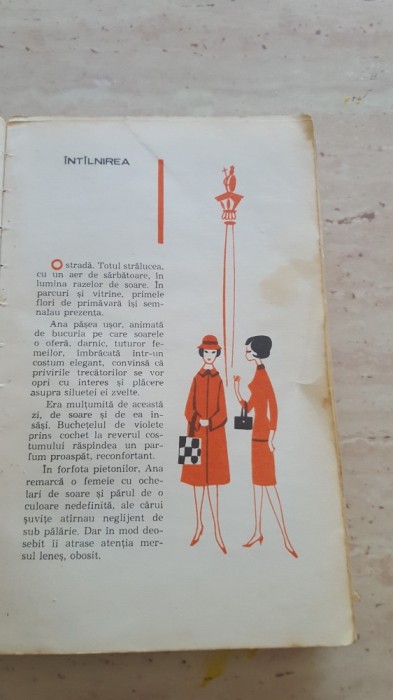 INTÎLNIREA
O stradă. Totul strălucea,
cu un aer de sărbătoare, în
lumina razelor de soare. În
parcuri și vitrine, primele
flori de primăvară își sem-
nalau prezența.
Ana pășea ușor, animată
de bucuria pe care soarele
o oferă, darnic, tuturor fe-
meilor, îmbrăcată într-un
costum elegant, convinsă că
privirile trecătorilor se vor
opri cu interes și plăcere
asupra siluetei ei zvelte.
Era mulțumită de această
zi, de soare și de ea în-
săși. Buchețelul de violete
prins cochet la reverul cos-
tumului răspîndea un par-
fum proaspăt, reconfortant.
În forfota pietonilor, Ana
remarcă o femeie cu oche-
lari de soare și părul de o
culoare nedefinită, ale cărui
șuvițe atîrnau neglijent de
sub pălărie. Dar în mod deo-
sebit îi atrase atenția mer-
sul leneș, obosit.